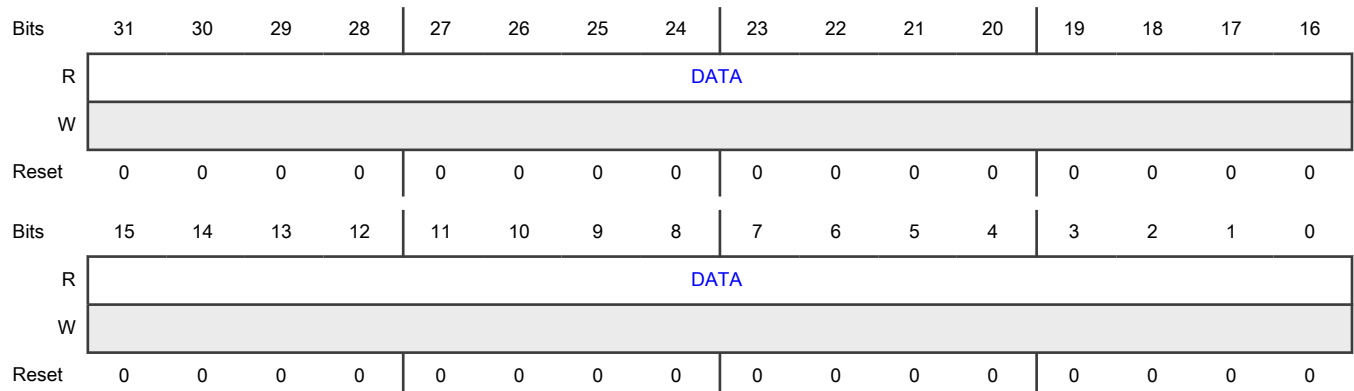 Bits 31 30 29 28 27 26 25 24 23 22 21 20 19 18 17 16
R DATA
W
Reset 0 0 0 0 0 0 0 0 0 0 0 0 0 0 0 0
Bits 15 14 13 12 11 10 9 8 7 6 5 4 3 2 1 0
R DATA
W
Reset 0 0 0 0 0 0 0 0 0 0 0 0 0 0 0 0